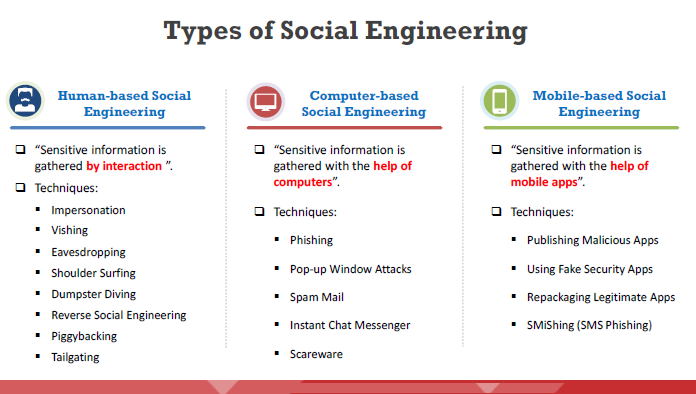 Types of Social Engineering
Human-based Social
Engineering
❑ “Sensitive information is
gathered by interaction ”.
❑ Techniques:
▪ Impersonation
▪ Vishing
▪ Eavesdropping
▪ Shoulder Surfing
▪ Dumpster Diving
▪ Reverse Social Engineering
▪ Piggybacking
▪ Tailgating
Computer-based
Social Engineering
❑ “Sensitive information is
gathered with the help of
computers”.
❑ Techniques:
▪ Phishing
▪ Pop-up Window Attacks
▪ Spam Mail
▪ Instant Chat Messenger
▪ Scareware
Mobile-based Social
Engineering
❑ “Sensitive information is
gathered with the help of
mobile apps”.
❑ Techniques:
▪ Publishing Malicious Apps
▪ Using Fake Security Apps
▪ Repackaging Legitimate Apps
▪ SMiShing (SMS Phishing)